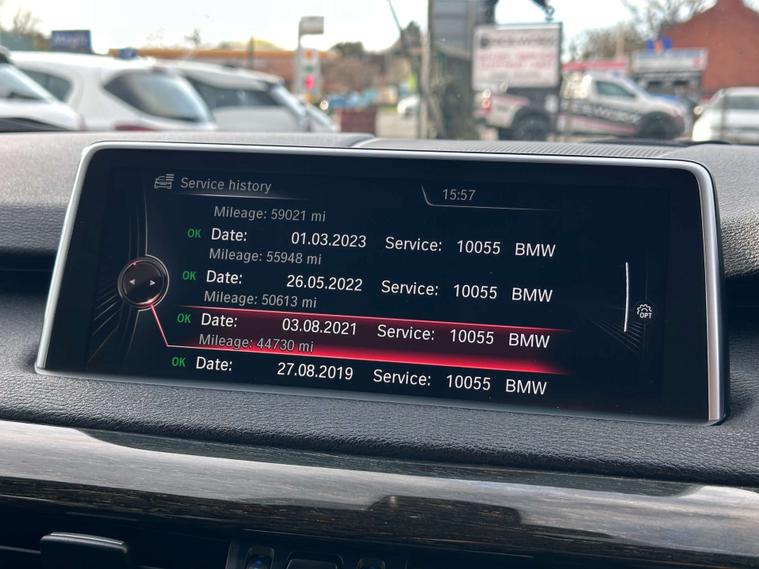 Service history
15:57
Mileage: 59021 mi
OK Date: 01.03.2023 Service: 10055 BMW
Mileage: 55948 mi
OK Date: 26.05.2022 Service: 10055 BMW
Mileage: 50613 mi
OK Date: 03.08.2021 Service: 10055 BMW
Mileage: 44730 mi
OK Date: 27.08.2019 Service: 10055 BMW
OPT